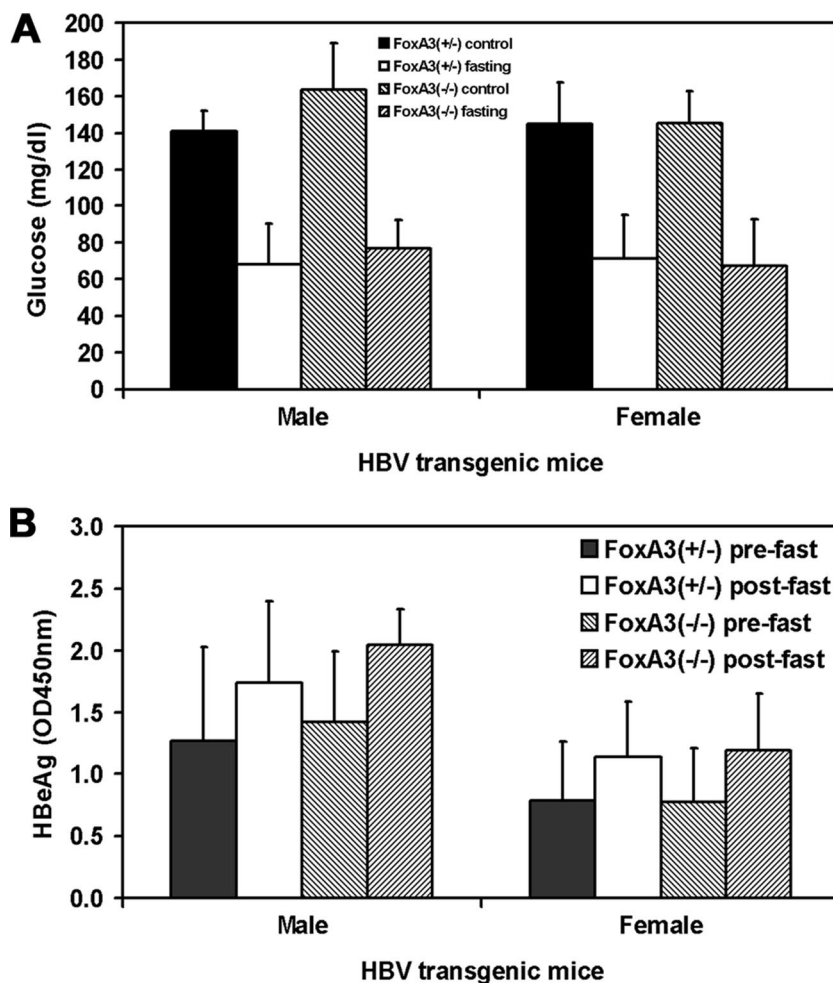 A
Glucose (mg/dl)
200
180
160
140
120
100
80
60
40
20
0
FoxA3(+/-) control
FoxA3(+/-) fasting
FoxA3(-/-) control
FoxA3(-/-) fasting
Male
Female
HBV transgenic mice
B
HBeAg (OD450nm)
3.0
2.5
2.0
1.5
1.0
0.5
0.0
FoxA3(+/-) pre-fast
FoxA3(+/-) post-fast
FoxA3(-/-) pre-fast
FoxA3(-/-) post-fast
Male
Female
HBV transgenic mice